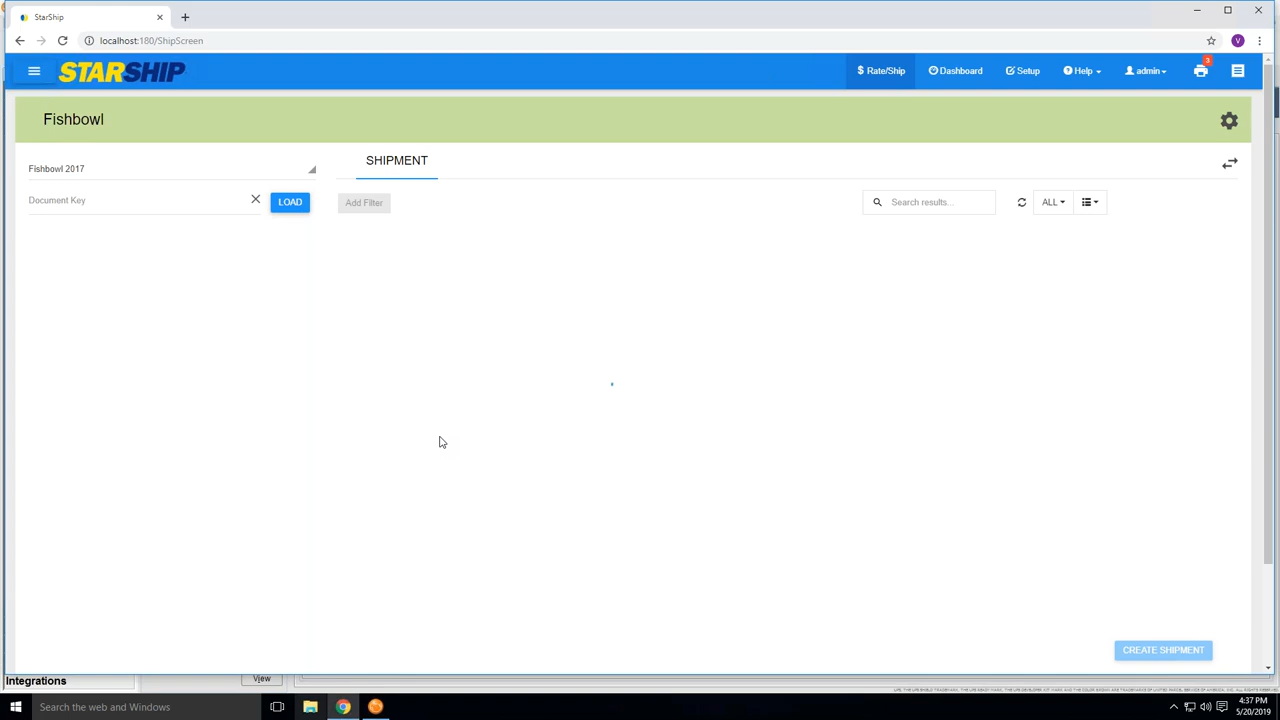 StarShip
localhost:180/ShipScreen
V
STARSHIP
$ Rate/Ship
Dashboard
Setup
Help
admin
3
Fishbowl
Fishbowl 2017
SHIPMENT
Document Key
LOAD
Add Filter
Search results...
ALL
CREATE SHIPMENT
Integrations
View
Search the web and Windows
4:37 PM
5/20/2019